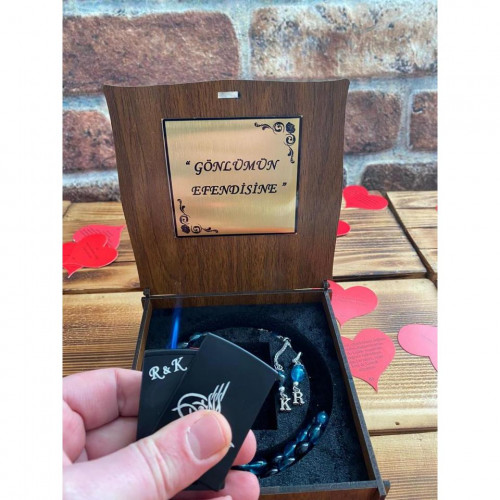 “ GÖNLÜMÜN
EFENDİSİNE ”
R & K
K R